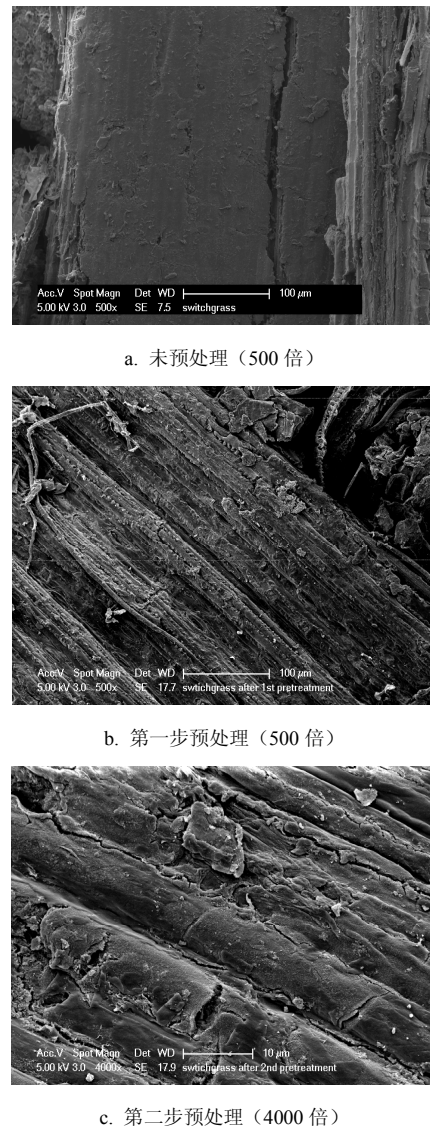 Acc.V Spot Magn Det WD 100 µm
5.00 kV 3.0 500x SE 7.5 switchgrass
a. 未预处理（500 倍）
Acc.V Spot Magn Det WD 100 µm
5.00 kV 3.0 500x SE 17.7 swtichgrass after 1st pretreatment
b. 第一步预处理（500 倍）
Acc.V Spot Magn Det WD 10 µm
5.00 kV 3.0 4000x SE 17.9 swtichgrass after 2nd pretreatment
c. 第二步预处理（4000 倍）